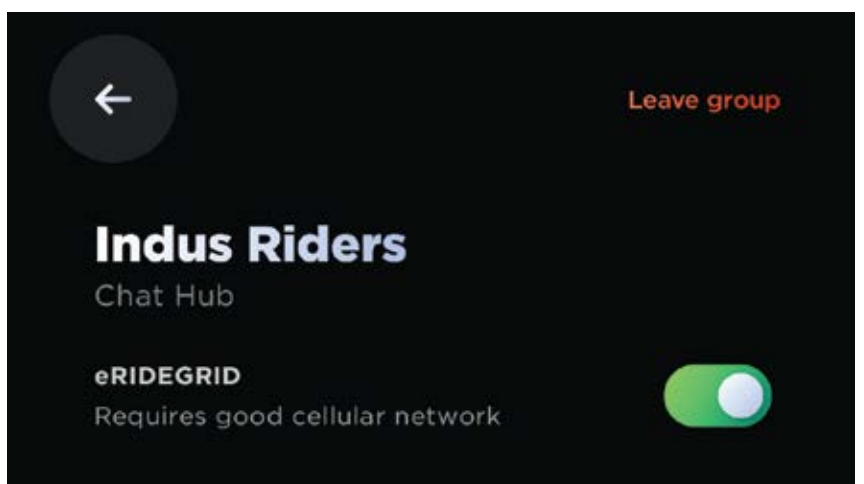 Leave group
Indus Riders
Chat Hub
eRIDEGRID
Requires good cellular network